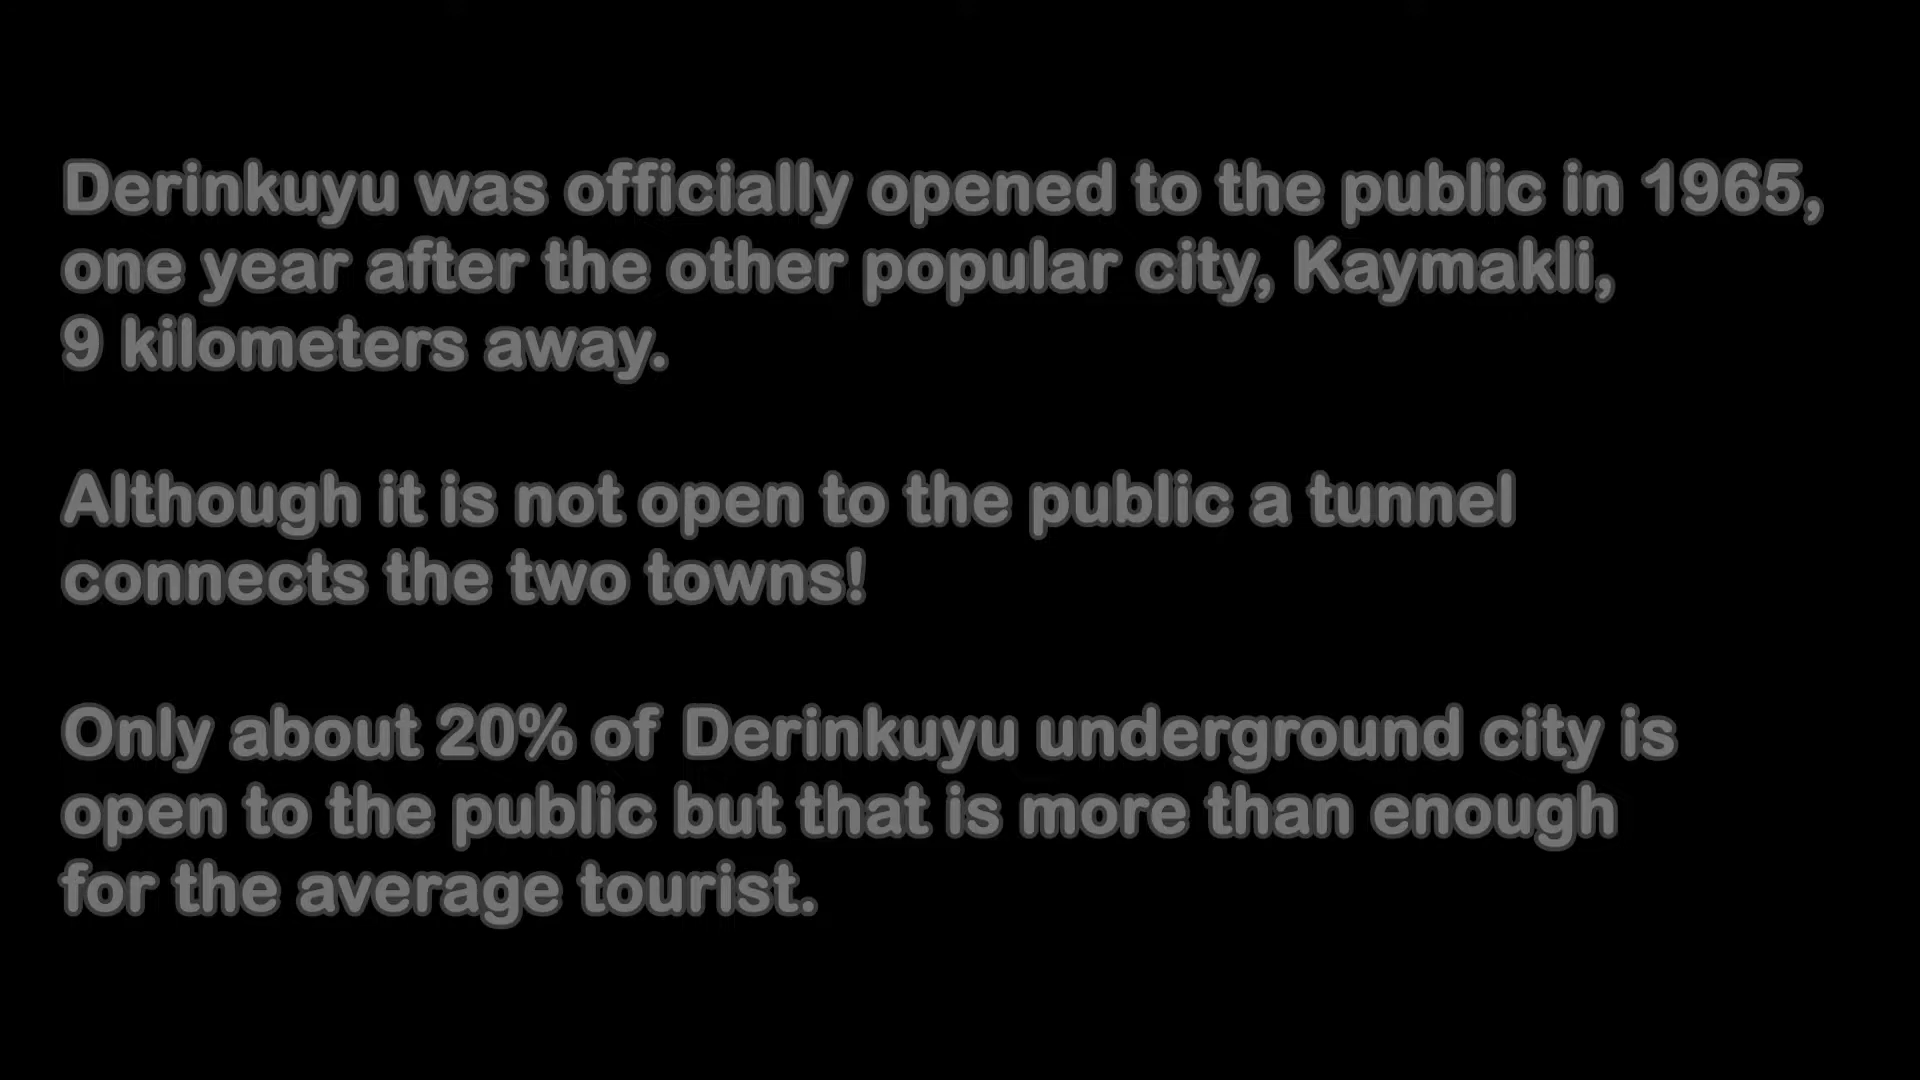 Derinkuyu was officially opened to the public in 1965,
one year after the other popular city, Kaymakli,
9 kilometers away.
Although it is not open to the public a tunnel
connects the two towns!
Only about 20% of Derinkuyu underground city is
open to the public but that is more than enough
for the average tourist.